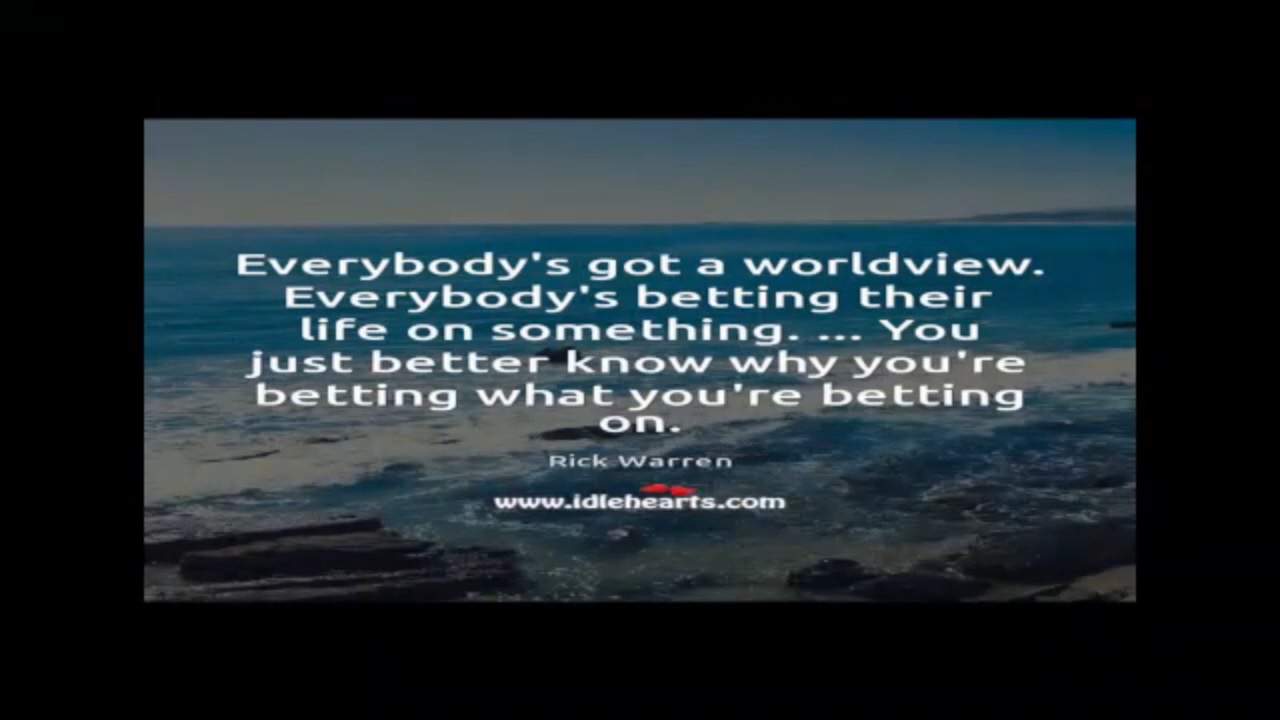 Everybody's got a worldview.
Everybody's betting their
life on something. ... You
just better know why you're
betting what you're betting
on.
Rick Warren
www.idlehearts.com